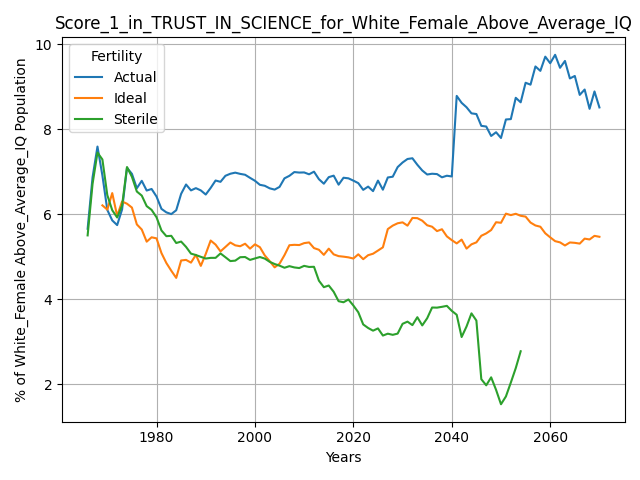 Score_1_in_TRUST_IN_SCIENCE_for_White_Female_Above_Average_IQ
% of White_Female Above_Average_IQ Population
10
8
6
4
2
Fertility
Actual
Ideal
Sterile
1980
2000
2020
2040
2060
Years